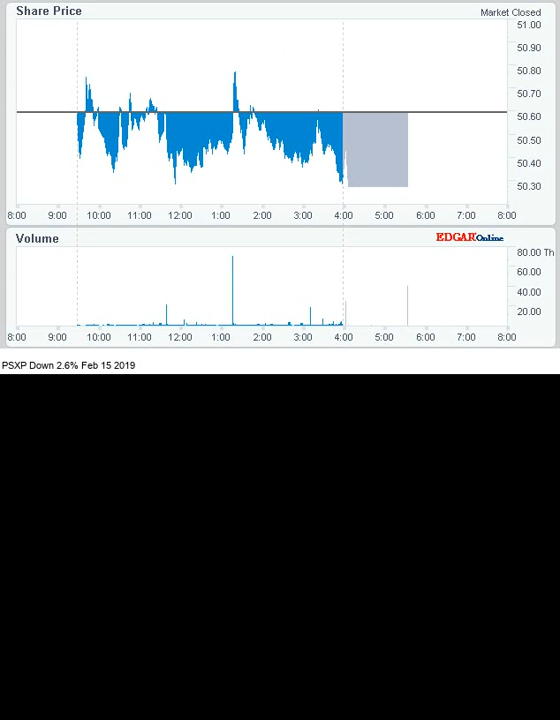 Share Price
Market Closed
51.00
50.90
50.80
50.70
50.60
50.50
50.40
50.30
8:00 9:00 10:00 11:00 12:00 1:00 2:00 3:00 4:00 5:00 6:00 7:00 8:00
Volume
EDGAR Online
80.00 Th
60.00
40.00
20.00
8:00 9:00 10:00 11:00 12:00 1:00 2:00 3:00 4:00 5:00 6:00 7:00 8:00
PSXP Down 2.6% Feb 15 2019